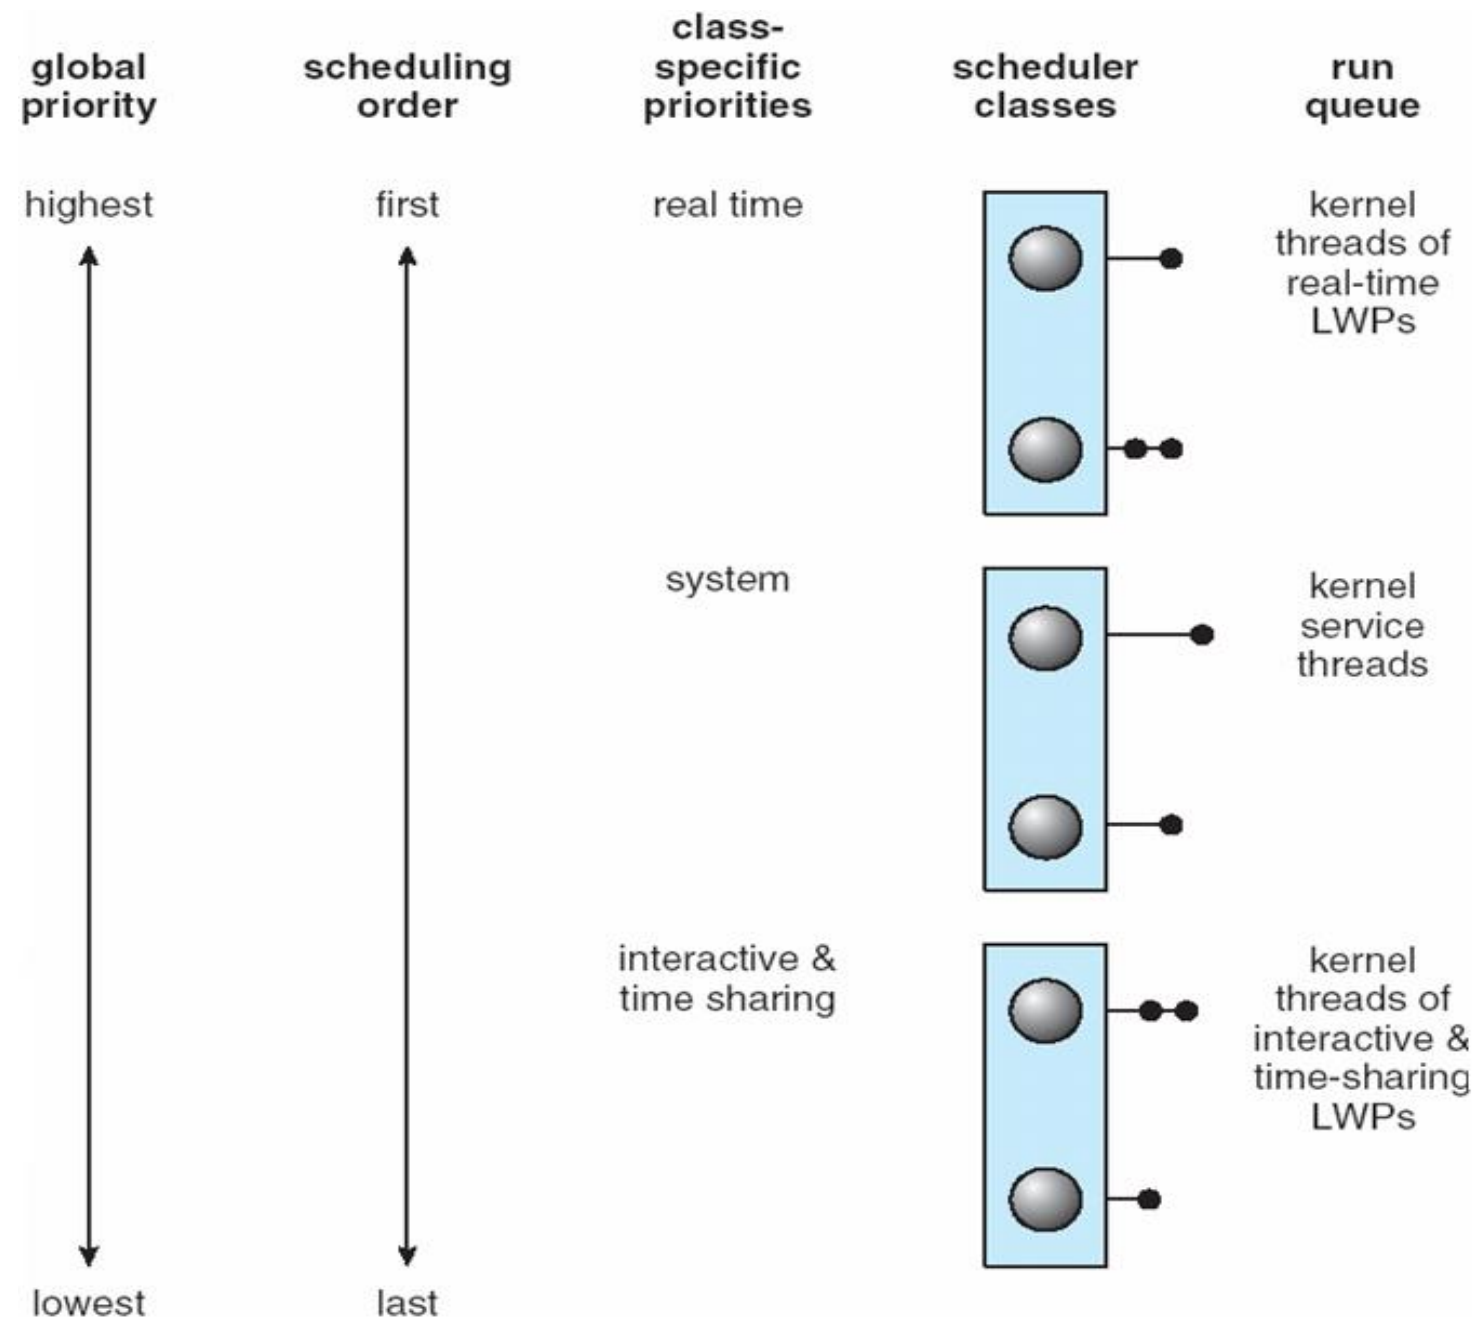 global
priority
scheduling
order
class-
specific
priorities
scheduler
classes
run
queue
highest
first
real time
kernel
threads of
real-time
LWPs
system
kernel
service
threads
interactive &
time sharing
kernel
threads of
interactive &
time-sharing
LWPs
lowest
last